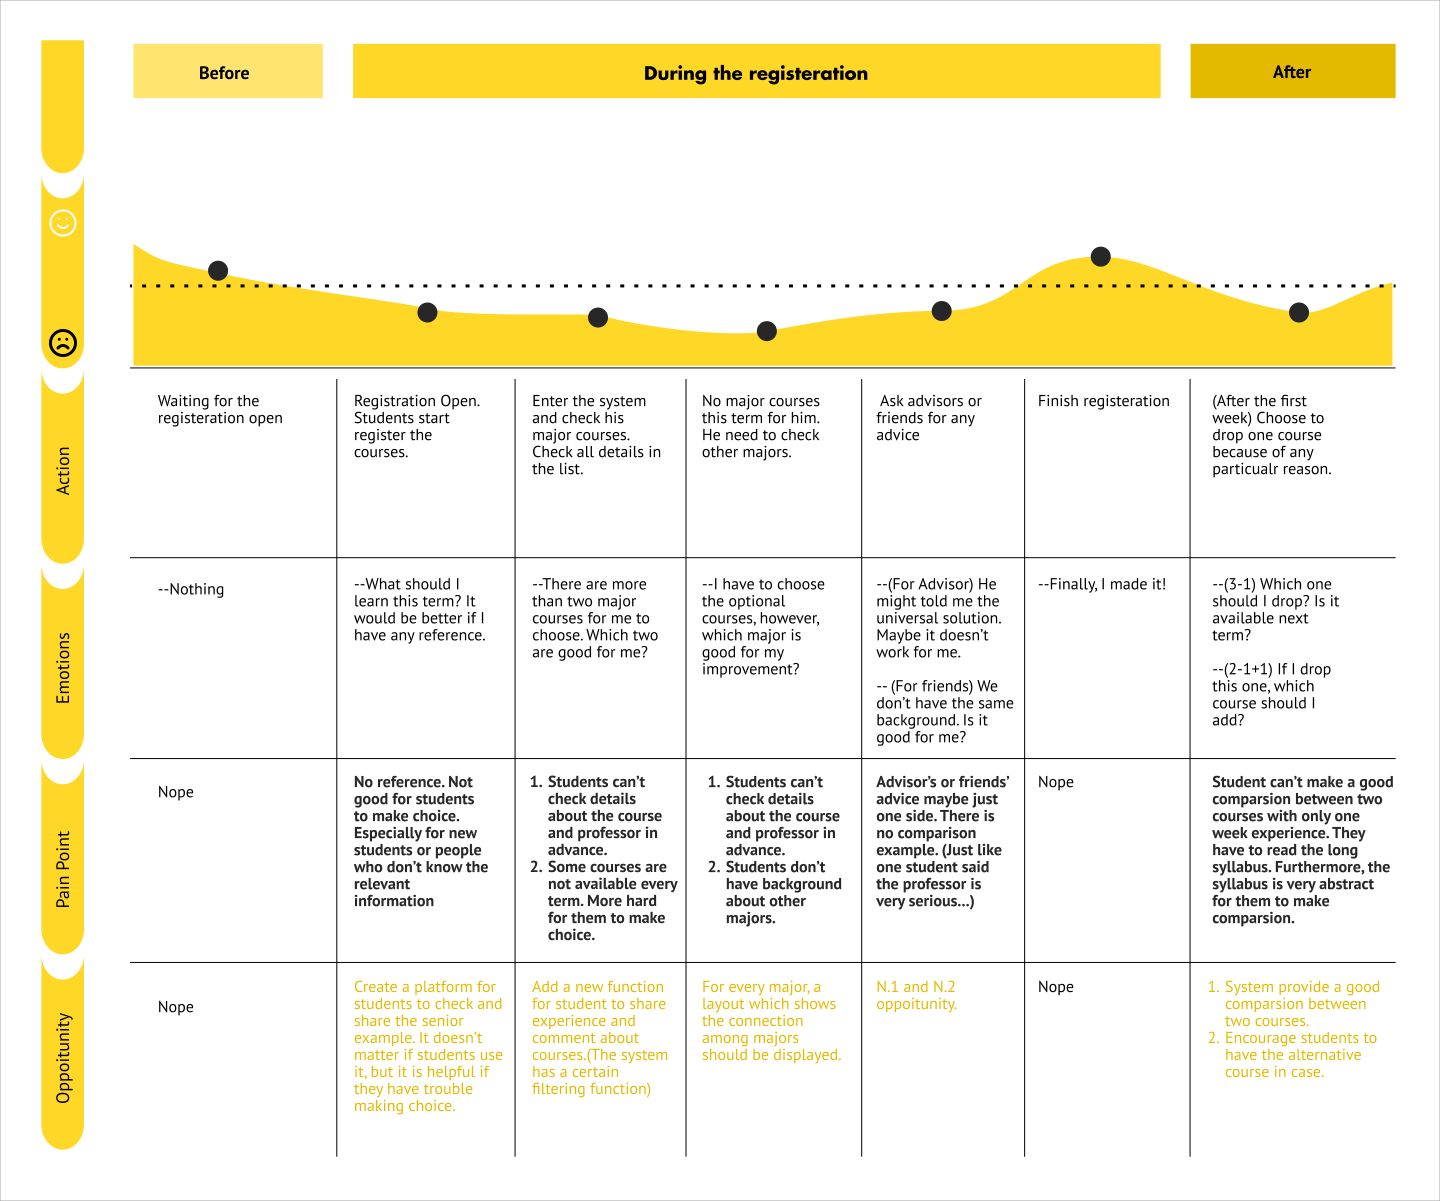 Before
During the registeration
After
Action
Waiting for the
registeration open
Registration Open.
Students start
register the
courses.
Enter the system
and check his
major courses.
Check all details in
the list.
No major courses
this term for him.
He need to check
other majors.
Ask advisors or
friends for any
advice
Finish registeration
(After the first
week) Choose to
drop one course
because of any
particualr reason.
Emotions
--Nothing
--What should I
learn this term? It
would be better if I
have any reference.
--There are more
than two major
courses for me to
choose. Which two
are good for me?
--I have to choose
the optional
courses, however,
which major is
good for my
improvement?
--(For Advisor) He
might told me the
universal solution.
Maybe it doesn't
work for me.
-- (For friends) We
don't have the same
background. Is it
good for me?
--Finally, I made it!
--(3-1) Which one
should I drop? Is it
available next
term?
--(2-1+1) If I drop
this one, which
course should I
add?
Pain Point
Nope
No reference. Not
good for students
to make choice.
Especially for new
students or people
who don't know the
relevant
information
1. Students can't
check details
about the course
and professor in
advance.
2. Some courses are
not available every
term. More hard
for them to make
choice.
1. Students can't
check details
about the course
and professor in
advance.
2. Students don't
have background
about other
majors.
Advisor's or friends'
advice maybe just
one side. There is
no comparison
example. (Just like
one student said
the professor is
very serious...)
Nope
Student can't make a good
comparsion between two
courses with only one
week experience. They
have to read the long
syllabus. Furthermore, the
syllabus is very abstract
for them to make
comparsion.
Oppoitunity
Nope
Create a platform for
students to check and
share the senior
example. It doesn't
matter if students use
it, but it is helpful if
they have trouble
making choice.
Add a new function
for student to share
experience and
comment about
courses.(The system
has a certain
filtering function)
For every major, a
layout which shows
the connection
among majors
should be displayed.
N.1 and N.2
oppoitunity.
Nope
1. System provide a good
comparsion between
two courses.
2. Encourage students to
have the alternative
course in case.